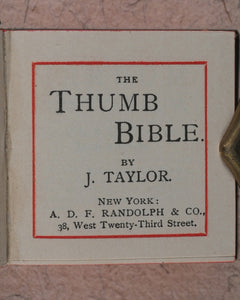 THE
THUMB
BIBLE.
BY
J. TAYLOR.
NEW YORK:
A. D. F. RANDOLPH & CO.,
38, West Twenty-Third Street.